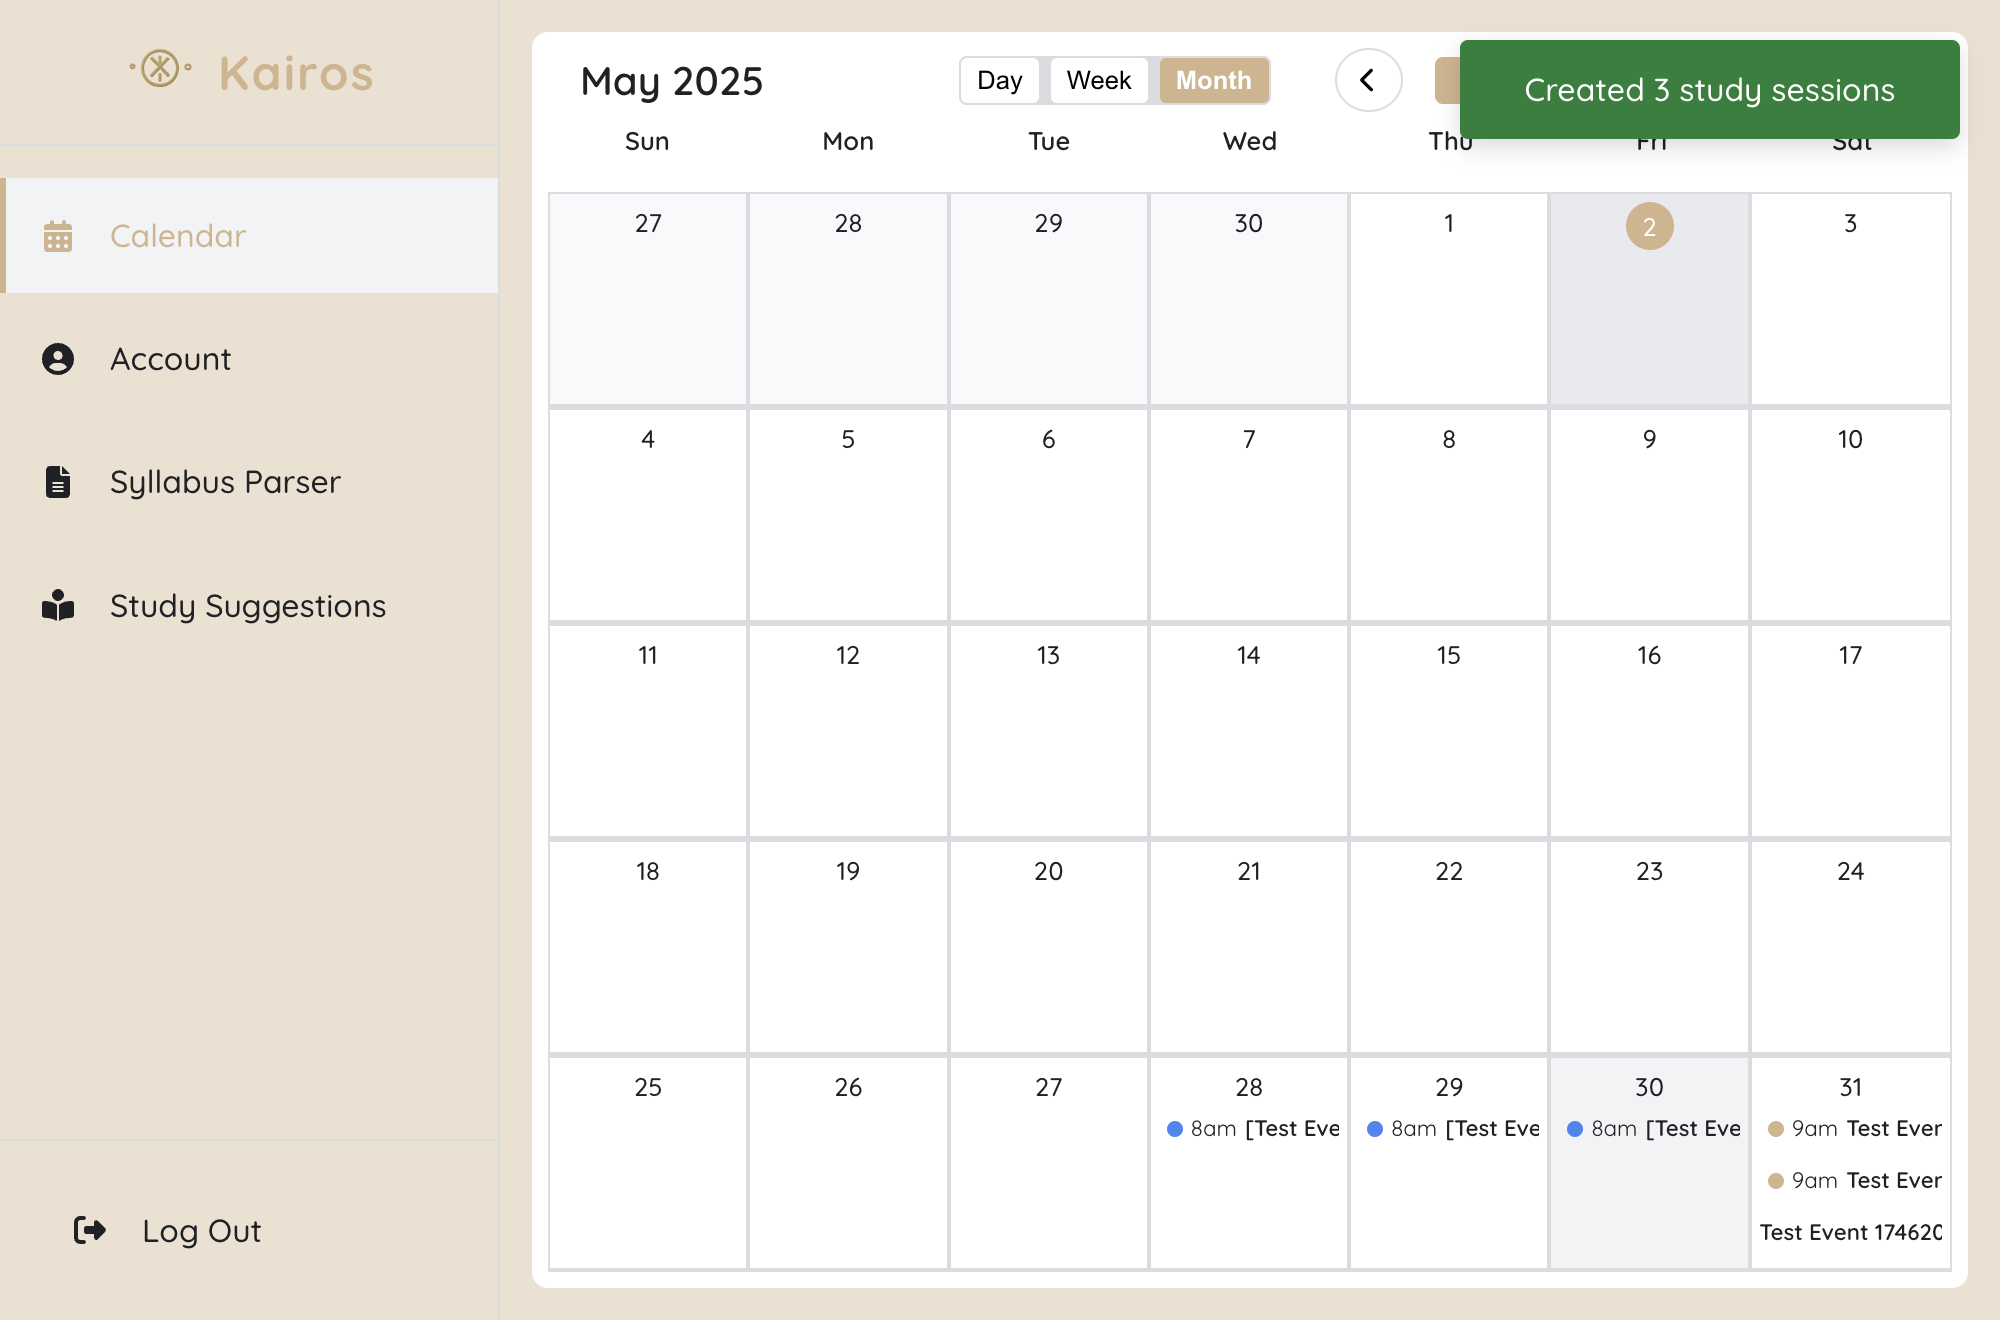 Kairos
Calendar
Account
Syllabus Parser
Study Suggestions
Log Out
May 2025
Day Week Month
Created 3 study sessions
Sun Mon Tue Wed Thu Fri Sat
27 28 29 30 1 2 3
4 5 6 7 8 9 10
11 12 13 14 15 16 17
18 19 20 21 22 23 24
25 26 27 28 29 30 31
8am [Test Eve 8am [Test Eve 8am [Test Eve 9am Test Ever
9am Test Ever
Test Event 174620